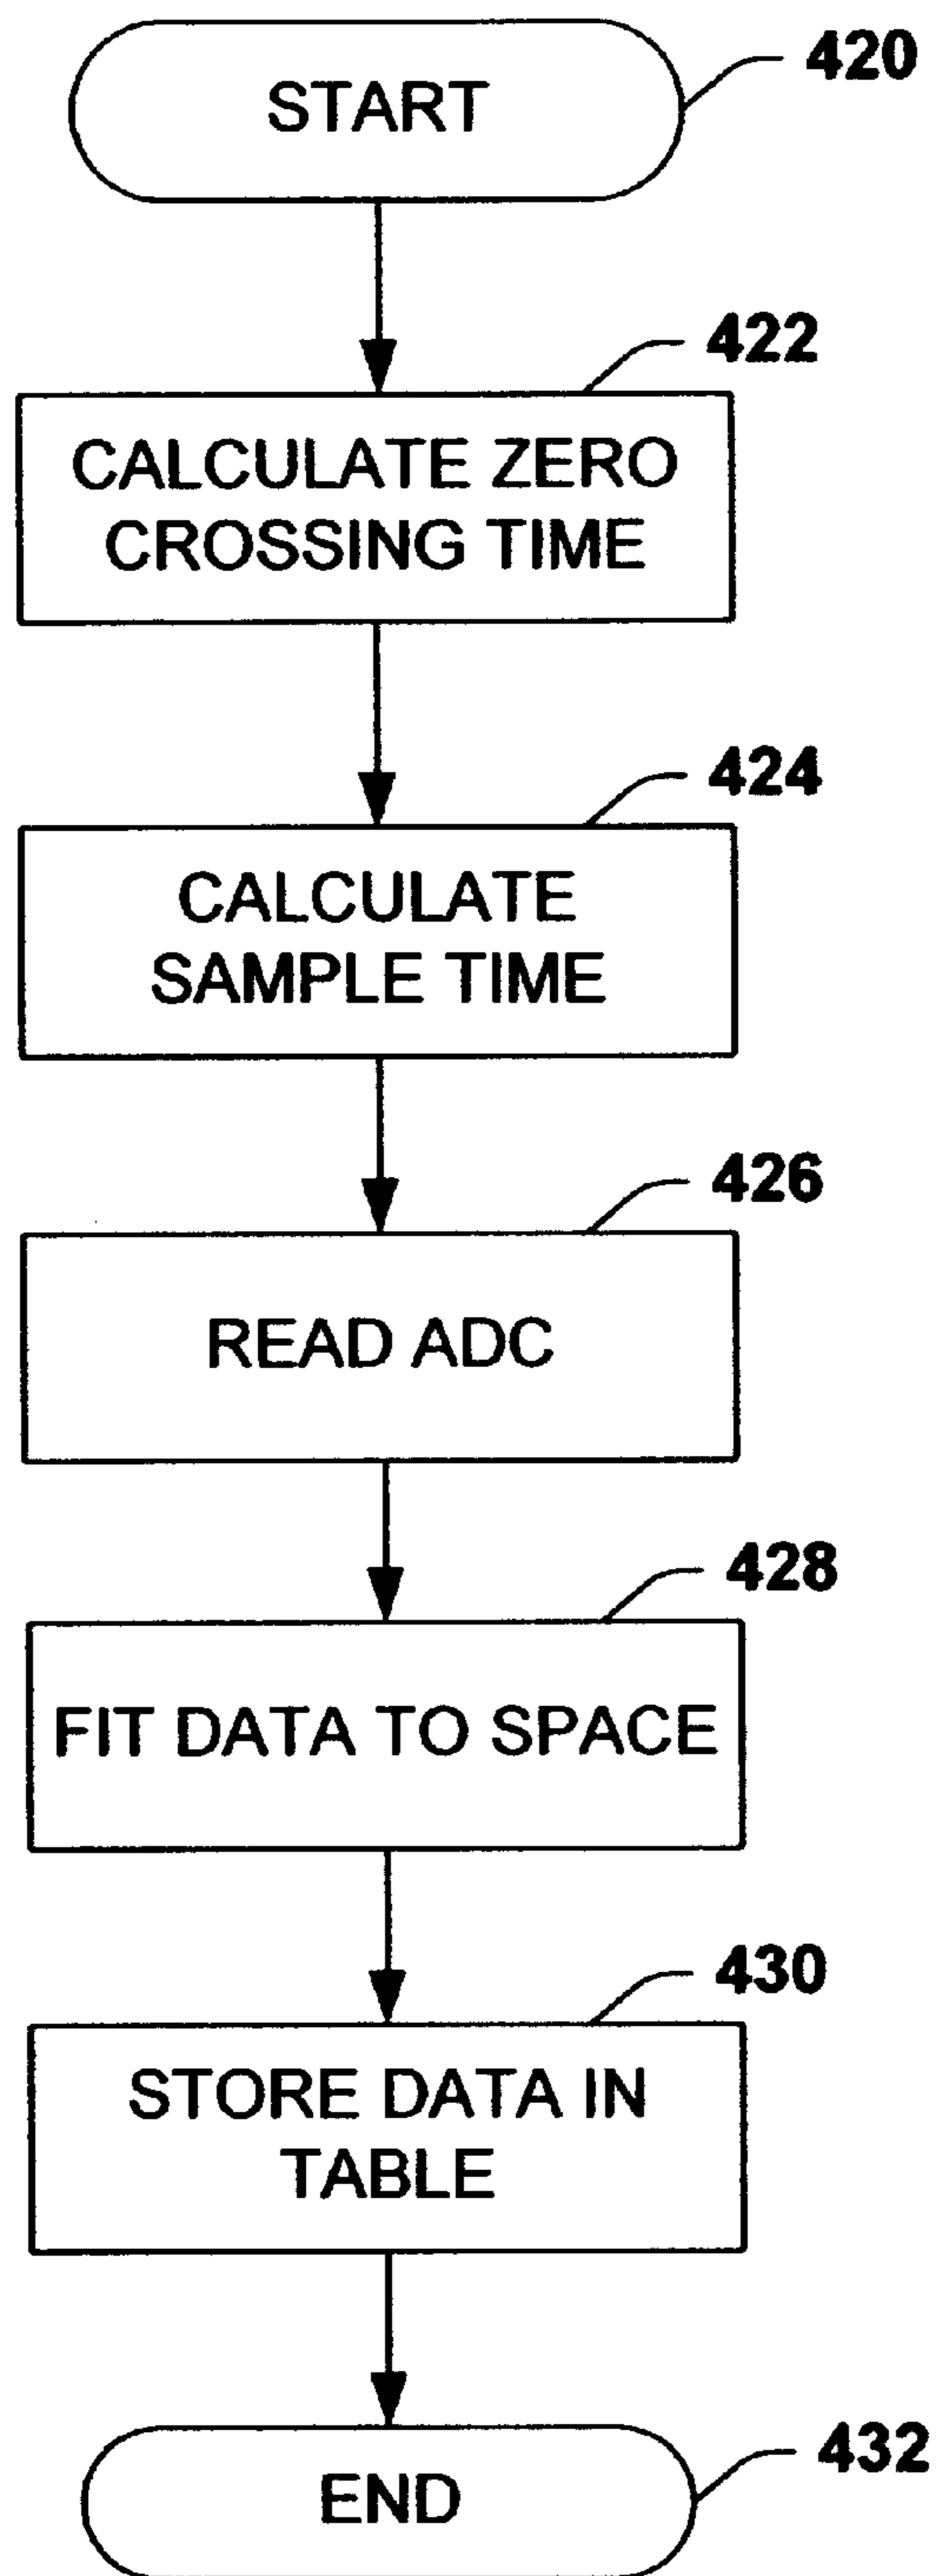 START
420
422
CALCULATE ZERO
CROSSING TIME
424
CALCULATE
SAMPLE TIME
426
READ ADC
428
FIT DATA TO SPACE
430
STORE DATA IN
TABLE
END
432